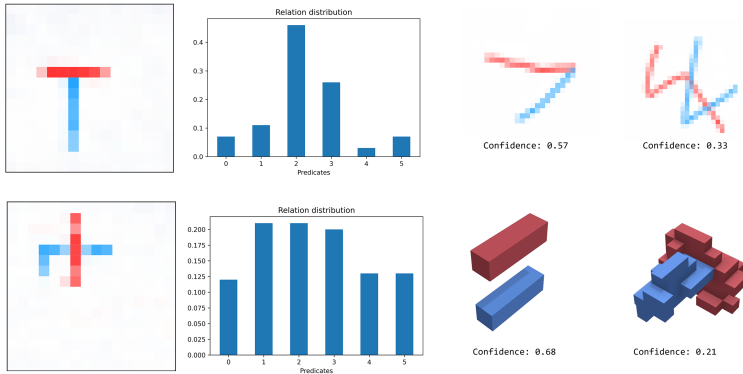 Relation distribution
0.4
0.3
0.2
0.1
0.0
0 1 2 3 4 5
Predicates
Confidence: 0.57
Confidence: 0.33
Relation distribution
0.200
0.175
0.150
0.125
0.100
0.075
0.050
0.025
0.000
0 1 2 3 4 5
Predicates
Confidence: 0.68
Confidence: 0.21